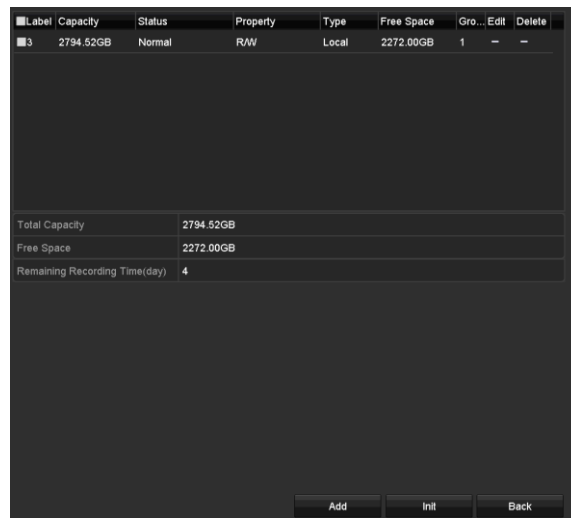 Label Capacity Status Property Type Free Space Gro... Edit Delete
3 2794.52GB Normal R/W Local 2272.00GB 1 – –
Total Capacity 2794.52GB
Free Space 2272.00GB
Remaining Recording Time(day) 4
Add Init Back